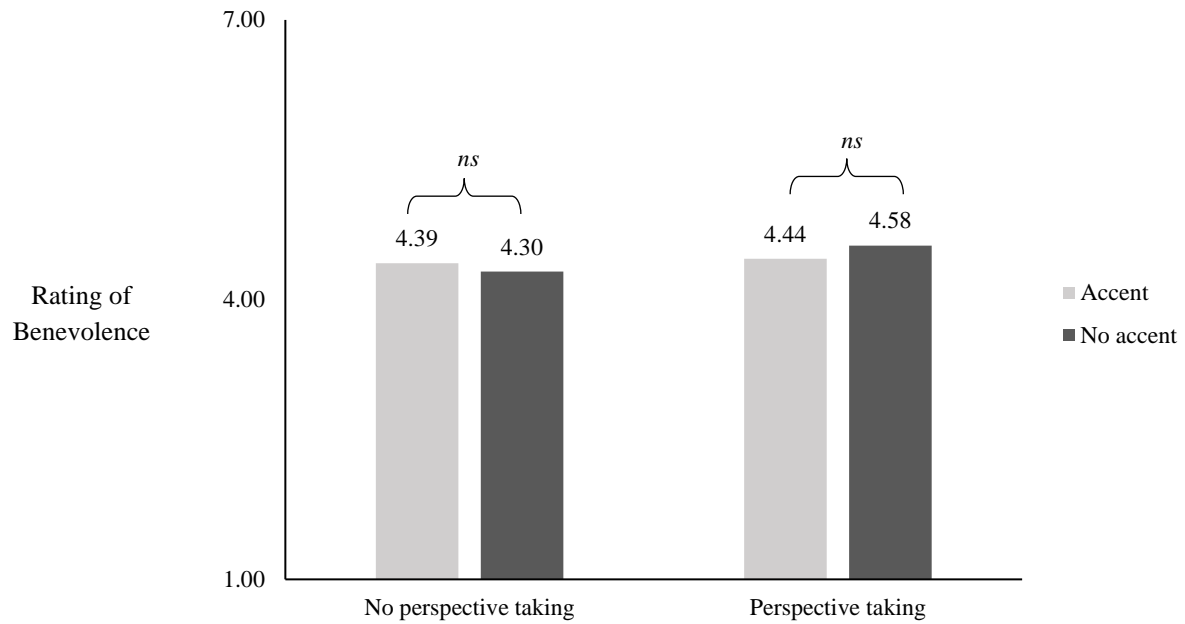 7.00
ns
ns
4.39
4.30
4.44
4.58
Rating of
Benevolence
4.00
Accent
No accent
1.00
No perspective taking
Perspective taking